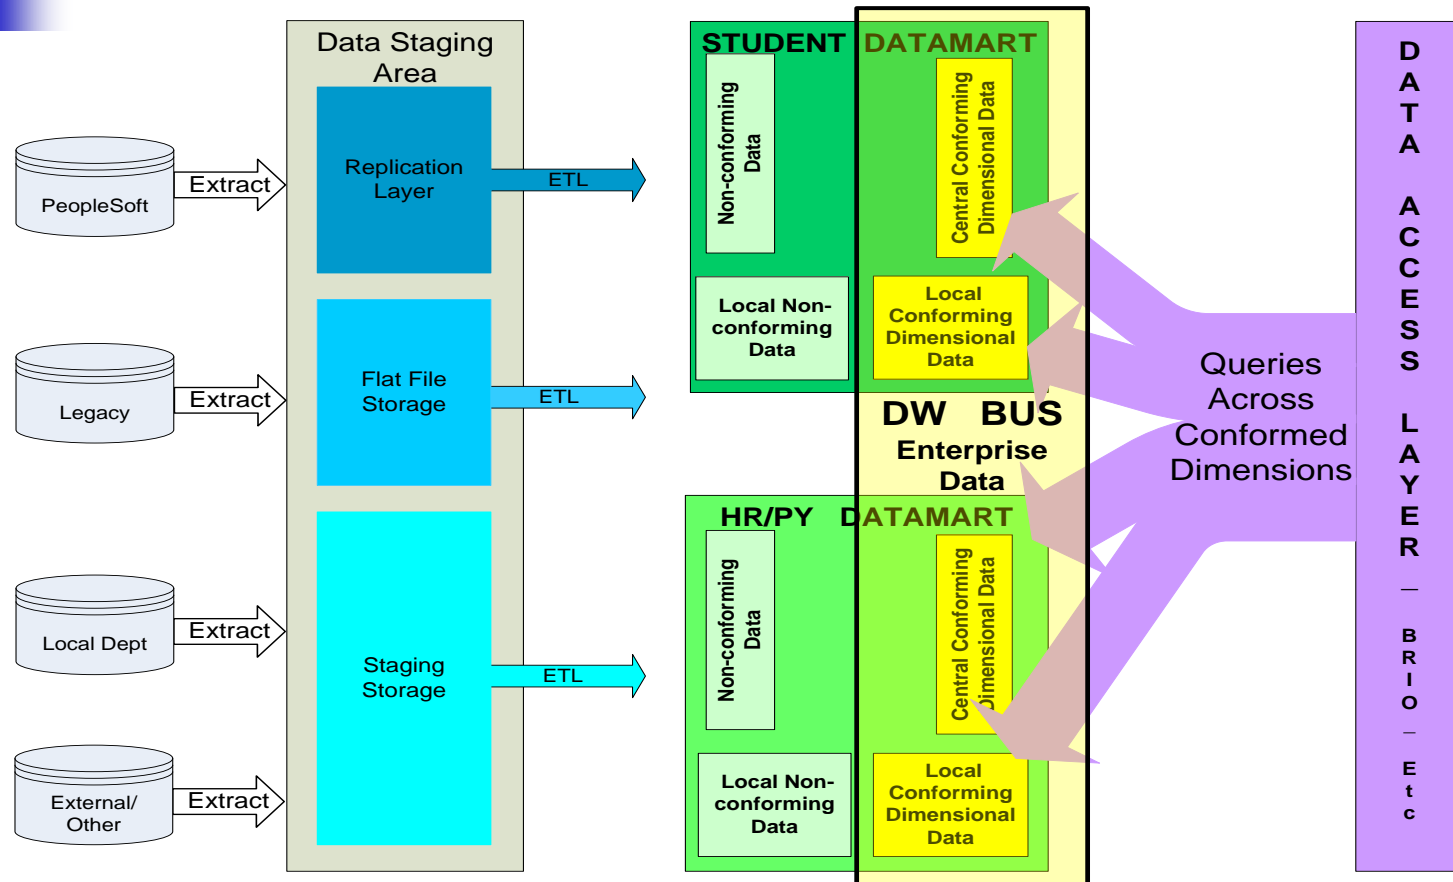 Data Staging
Area
PeopleSoft
Extract
Replication
Layer
ETL
Legacy
Extract
Flat File
Storage
ETL
Local Dept
Extract
Staging
Storage
ETL
External/
Other
Extract
STUDENT DATAMART
Non-conforming
Data
Central Conforming
Dimensional Data
Local Non-
conforming
Data
Local
Conforming
Dimensional
Data
DW BUS
Enterprise
Data
HR/PY DATAMART
Non-conforming
Data
Central Conforming
Dimensional Data
Local Non-
conforming
Data
Local
Conforming
Dimensional
Data
Queries
Across
Conformed
Dimensions
DATA ACCESS LAYER – BRIO – Etc